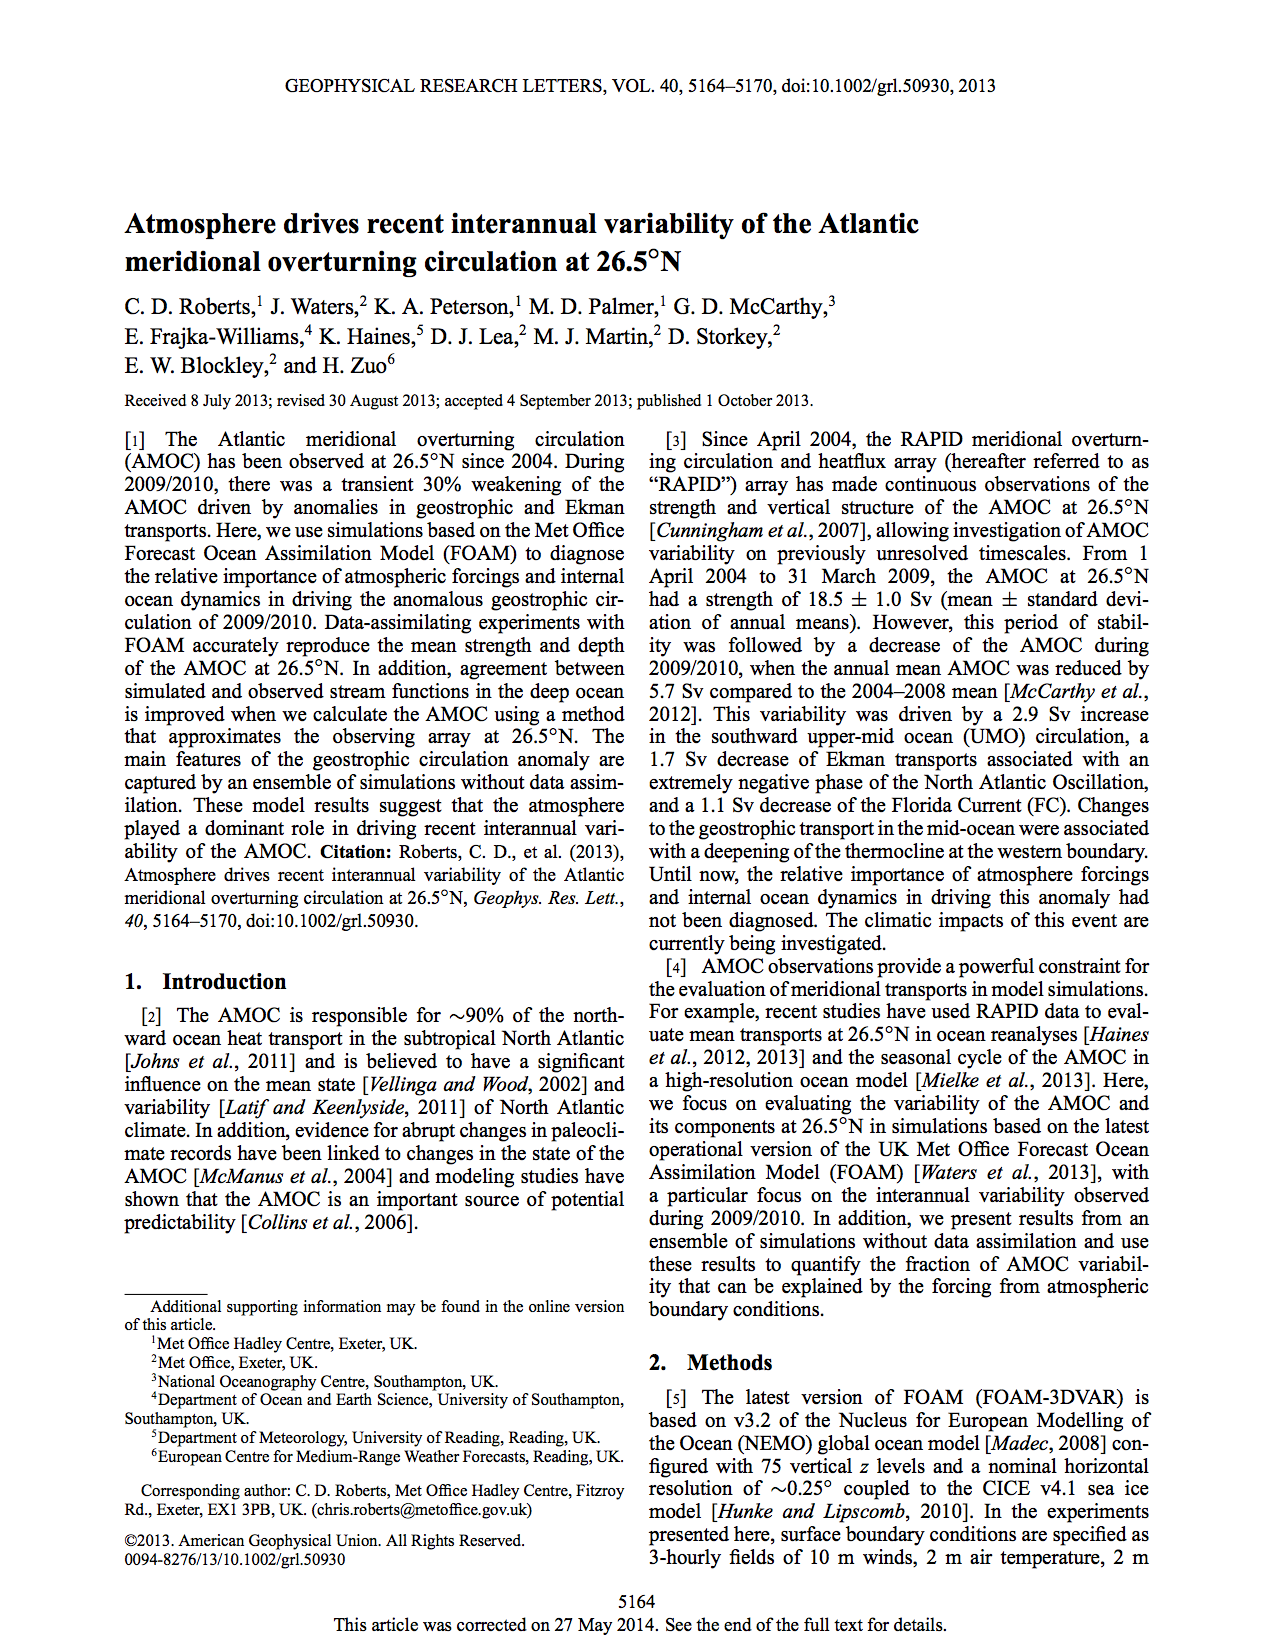 GEOPHYSICAL RESEARCH LETTERS, VOL. 40, 5164–5170, doi:10.1002/grl.50930, 2013
Atmosphere drives recent interannual variability of the Atlantic
meridional overturning circulation at 26.5°N
C. D. Roberts,¹ J. Waters,² K. A. Peterson,¹ M. D. Palmer,¹ G. D. McCarthy,³
E. Frajka-Williams,⁴ K. Haines,⁵ D. J. Lea,² M. J. Martin,² D. Storkey,²
E. W. Blockley,² and H. Zuo⁶
Received 8 July 2013; revised 30 August 2013; accepted 4 September 2013; published 1 October 2013.
[1] The Atlantic meridional overturning circulation
(AMOC) has been observed at 26.5°N since 2004. During
2009/2010, there was a transient 30% weakening of the
AMOC driven by anomalies in geostrophic and Ekman
transports. Here, we use simulations based on the Met Office
Forecast Ocean Assimilation Model (FOAM) to diagnose
the relative importance of atmospheric forcings and internal
ocean dynamics in driving the anomalous geostrophic cir-
culation of 2009/2010. Data-assimilating experiments with
FOAM accurately reproduce the mean strength and depth
of the AMOC at 26.5°N. In addition, agreement between
simulated and observed stream functions in the deep ocean
is improved when we calculate the AMOC using a method
that approximates the observing array at 26.5°N. The
main features of the geostrophic circulation anomaly are
captured by an ensemble of simulations without data assim-
ilation. These model results suggest that the atmosphere
played a dominant role in driving recent interannual vari-
ability of the AMOC. Citation: Roberts, C. D., et al. (2013),
Atmosphere drives recent interannual variability of the Atlantic
meridional overturning circulation at 26.5°N, Geophys. Res. Lett.,
40, 5164–5170, doi:10.1002/grl.50930.
1. Introduction
[2] The AMOC is responsible for ~90% of the north-
ward ocean heat transport in the subtropical North Atlantic
[Johns et al., 2011] and is believed to have a significant
influence on the mean state [Vellinga and Wood, 2002] and
variability [Latif and Keenlyside, 2011] of North Atlantic
climate. In addition, evidence for abrupt changes in paleocli-
mate records have been linked to changes in the state of the
AMOC [McManus et al., 2004] and modeling studies have
shown that the AMOC is an important source of potential
predictability [Collins et al., 2006].
Additional supporting information may be found in the online version
of this article.
¹Met Office Hadley Centre, Exeter, UK.
²Met Office, Exeter, UK.
³National Oceanography Centre, Southampton, UK.
⁴Department of Ocean and Earth Science, University of Southampton,
Southampton, UK.
⁵Department of Meteorology, University of Reading, Reading, UK.
⁶European Centre for Medium-Range Weather Forecasts, Reading, UK.
Corresponding author: C. D. Roberts, Met Office Hadley Centre, Fitzroy
Rd., Exeter, EX1 3PB, UK. (chris.roberts@metoffice.gov.uk)
©2013. American Geophysical Union. All Rights Reserved.
0094-8276/13/10.1002/grl.50930
[3] Since April 2004, the RAPID meridional overturn-
ing circulation and heatflux array (hereafter referred to as
“RAPID”) array has made continuous observations of the
strength and vertical structure of the AMOC at 26.5°N
[Cunningham et al., 2007], allowing investigation of AMOC
variability on previously unresolved timescales. From 1
April 2004 to 31 March 2009, the AMOC at 26.5°N
had a strength of 18.5 ± 1.0 Sv (mean ± standard devi-
ation of annual means). However, this period of stabil-
ity was followed by a decrease of the AMOC during
2009/2010, when the annual mean AMOC was reduced by
5.7 Sv compared to the 2004–2008 mean [McCarthy et al.,
2012]. This variability was driven by a 2.9 Sv increase
in the southward upper-mid ocean (UMO) circulation, a
1.7 Sv decrease of Ekman transports associated with an
extremely negative phase of the North Atlantic Oscillation,
and a 1.1 Sv decrease of the Florida Current (FC). Changes
to the geostrophic transport in the mid-ocean were associated
with a deepening of the thermocline at the western boundary.
Until now, the relative importance of atmosphere forcings
and internal ocean dynamics in driving this anomaly had
not been diagnosed. The climatic impacts of this event are
currently being investigated.
[4] AMOC observations provide a powerful constraint for
the evaluation of meridional transports in model simulations.
For example, recent studies have used RAPID data to eval-
uate mean transports at 26.5°N in ocean reanalyses [Haines
et al., 2012, 2013] and the seasonal cycle of the AMOC in
a high-resolution ocean model [Mielke et al., 2013]. Here,
we focus on evaluating the variability of the AMOC and
its components at 26.5°N in simulations based on the latest
operational version of the UK Met Office Forecast Ocean
Assimilation Model (FOAM) [Waters et al., 2013], with
a particular focus on the interannual variability observed
during 2009/2010. In addition, we present results from an
ensemble of simulations without data assimilation and use
these results to quantify the fraction of AMOC variabil-
ity that can be explained by the forcing from atmospheric
boundary conditions.
2. Methods
[5] The latest version of FOAM (FOAM-3DVAR) is
based on v3.2 of the Nucleus for European Modelling of
the Ocean (NEMO) global ocean model [Madec, 2008] con-
figured with 75 vertical z levels and a nominal horizontal
resolution of ~0.25° coupled to the CICE v4.1 sea ice
model [Hunke and Lipscomb, 2010]. In the experiments
presented here, surface boundary conditions are specified as
3-hourly fields of 10 m winds, 2 m air temperature, 2 m
5164
This article was corrected on 27 May 2014. See the end of the full text for details.